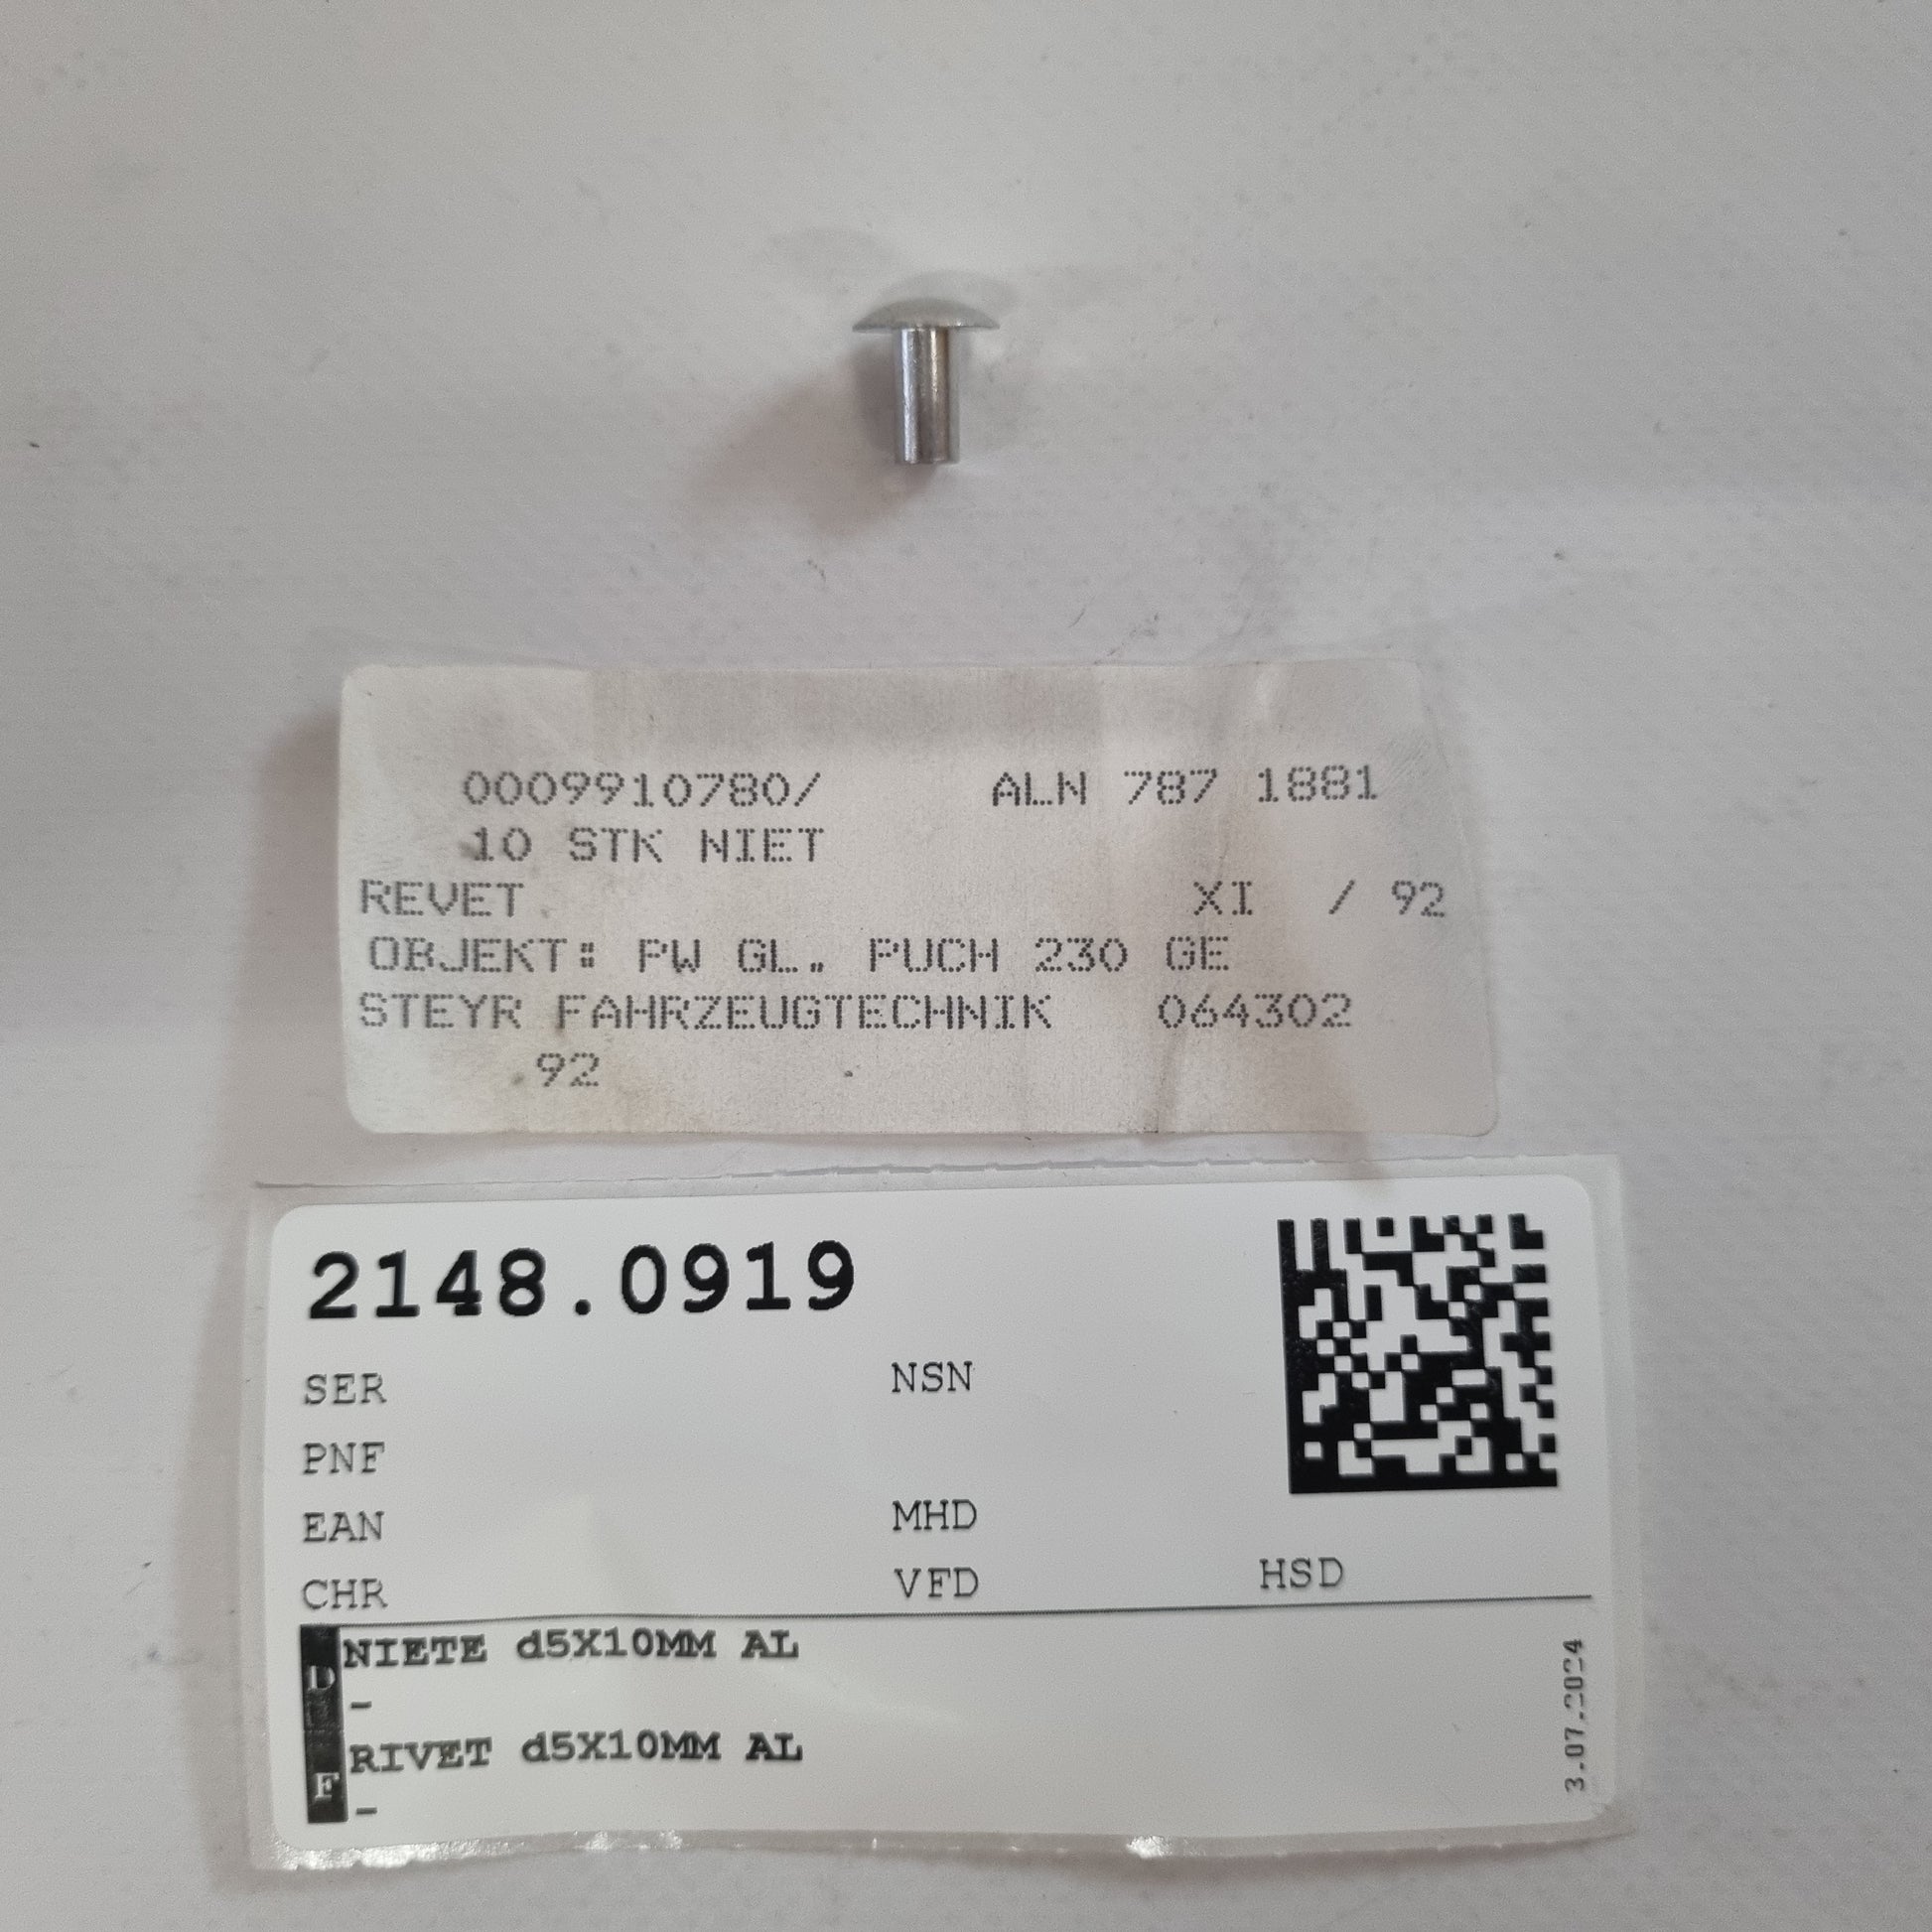 0009910780/ ALN 787 1881
10 STK NIET
REVET XI / 92
OBJEKT: PW GL. PUCH 230 GE
STEYR FAHRZEUGTECHNIK 064302
92
2148.0919
SER NSN
PNF
EAN MHD
CHR VFD HSD
D NIETE d5X10MM AL
-
F RIVET d5X10MM AL
-
3.07.2024